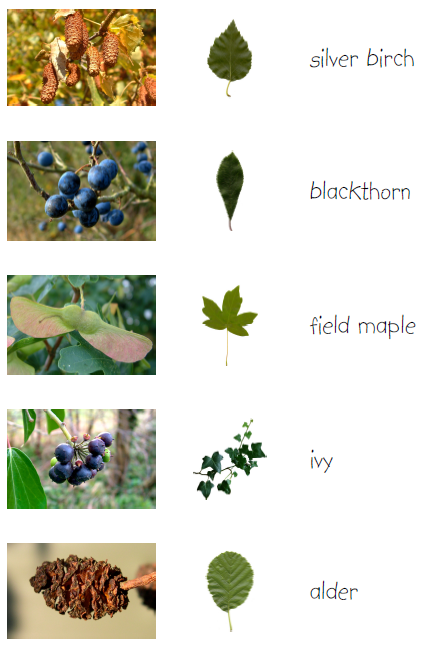 silver birch
blackthorn
field maple
ivy
alder